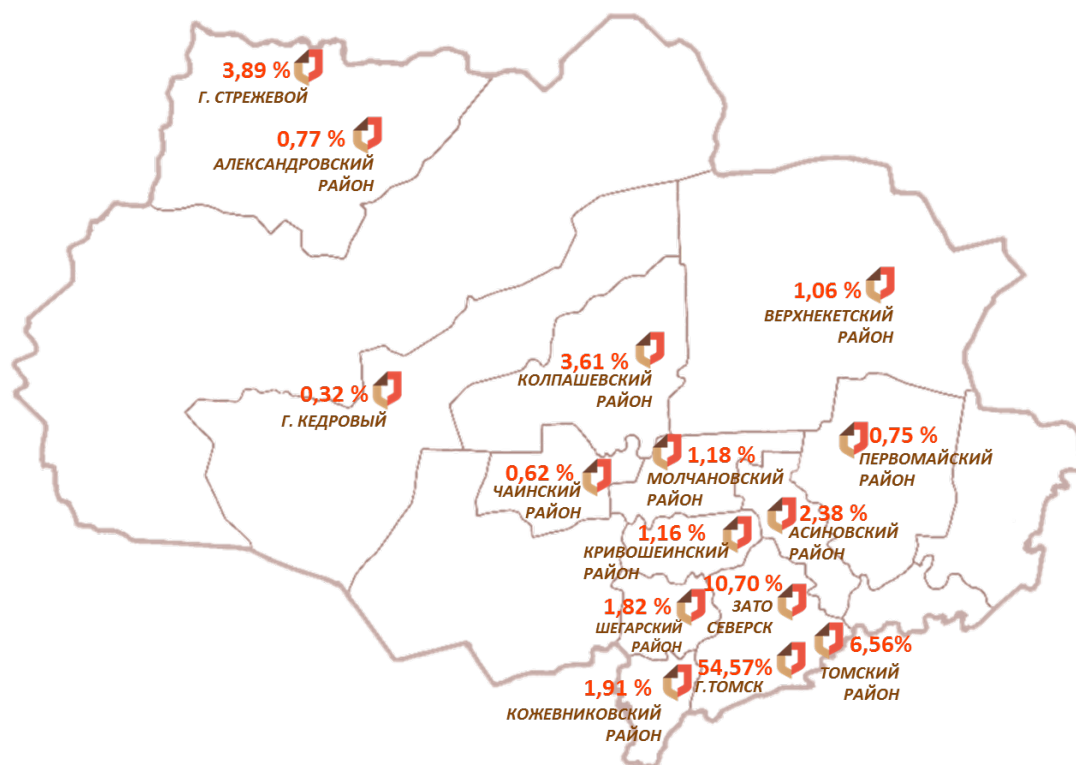 3,89 %
Г. СТРЕЖЕВОЙ
0,77 %
АЛЕКСАНДРОВСКИЙ
РАЙОН
1,06 %
ВЕРХНЕКЕТСКИЙ
РАЙОН
3,61 %
КОЛПАШЕВСКИЙ
РАЙОН
0,32 %
Г. КЕДРОВЫЙ
0,75 %
ПЕРВОМАЙСКИЙ
РАЙОН
1,18 %
МОЛЧАНОВСКИЙ
РАЙОН
0,62 %
ЧАИНСКИЙ
РАЙОН
2,38 %
АСИНОВСКИЙ
РАЙОН
1,16 %
КРИВОШЕИНСКИЙ
РАЙОН
10,70 %
ЗАТО
СЕВЕРСК
1,82 %
ШЕГАРСКИЙ
РАЙОН
6,56%
ТОМСКИЙ
РАЙОН
54,57%
Г.ТОМСК
1,91 %
КОЖЕВНИКОВСКИЙ
РАЙОН